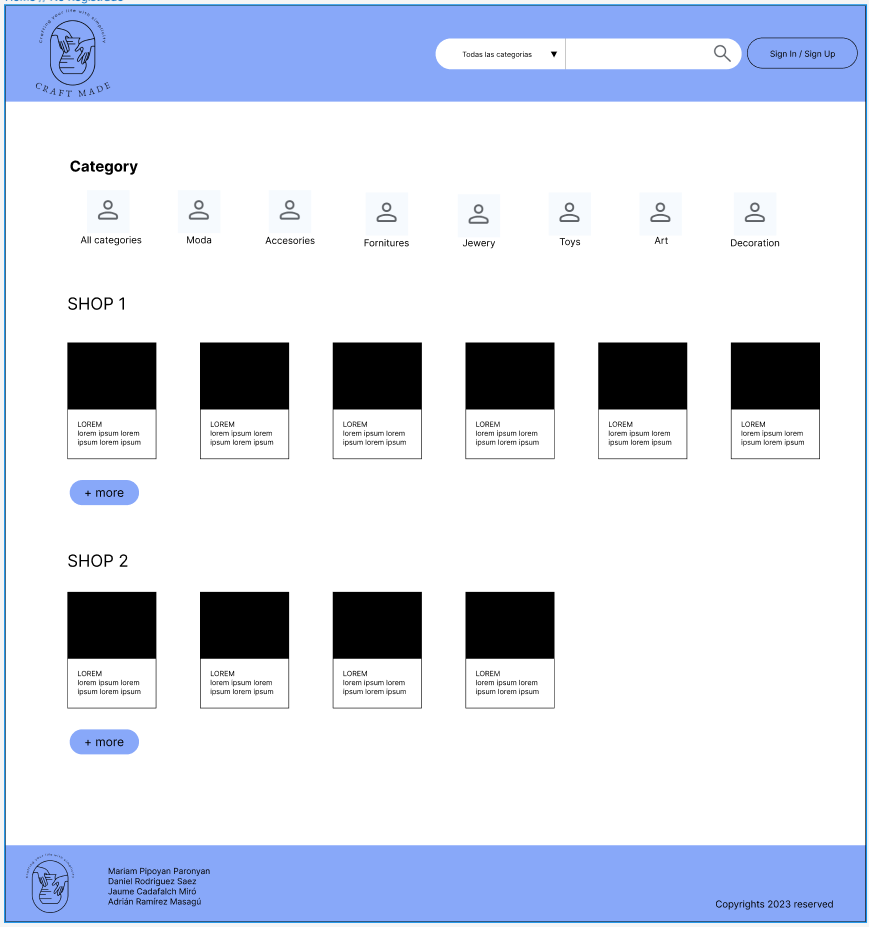 Creating your life with simplicity
CRAFT MADE
Todas las categorias
Sign In / Sign Up
Category
All categories
Moda
Accesories
Fornitures
Jewery
Toys
Art
Decoration
SHOP 1
LOREM
lorem ipsum lorem
ipsum lorem ipsum
LOREM
lorem ipsum lorem
ipsum lorem ipsum
LOREM
lorem ipsum lorem
ipsum lorem ipsum
LOREM
lorem ipsum lorem
ipsum lorem ipsum
LOREM
lorem ipsum lorem
ipsum lorem ipsum
LOREM
lorem ipsum lorem
ipsum lorem ipsum
+ more
SHOP 2
LOREM
lorem ipsum lorem
ipsum lorem ipsum
LOREM
lorem ipsum lorem
ipsum lorem ipsum
LOREM
lorem ipsum lorem
ipsum lorem ipsum
LOREM
lorem ipsum lorem
ipsum lorem ipsum
+ more
Creating your life with simplicity
Mariam Pipoyan Paronyan
Daniel Rodriguez Saez
Jaume Cadafalch Miró
Adrián Ramírez Masagú
Copyrights 2023 reserved